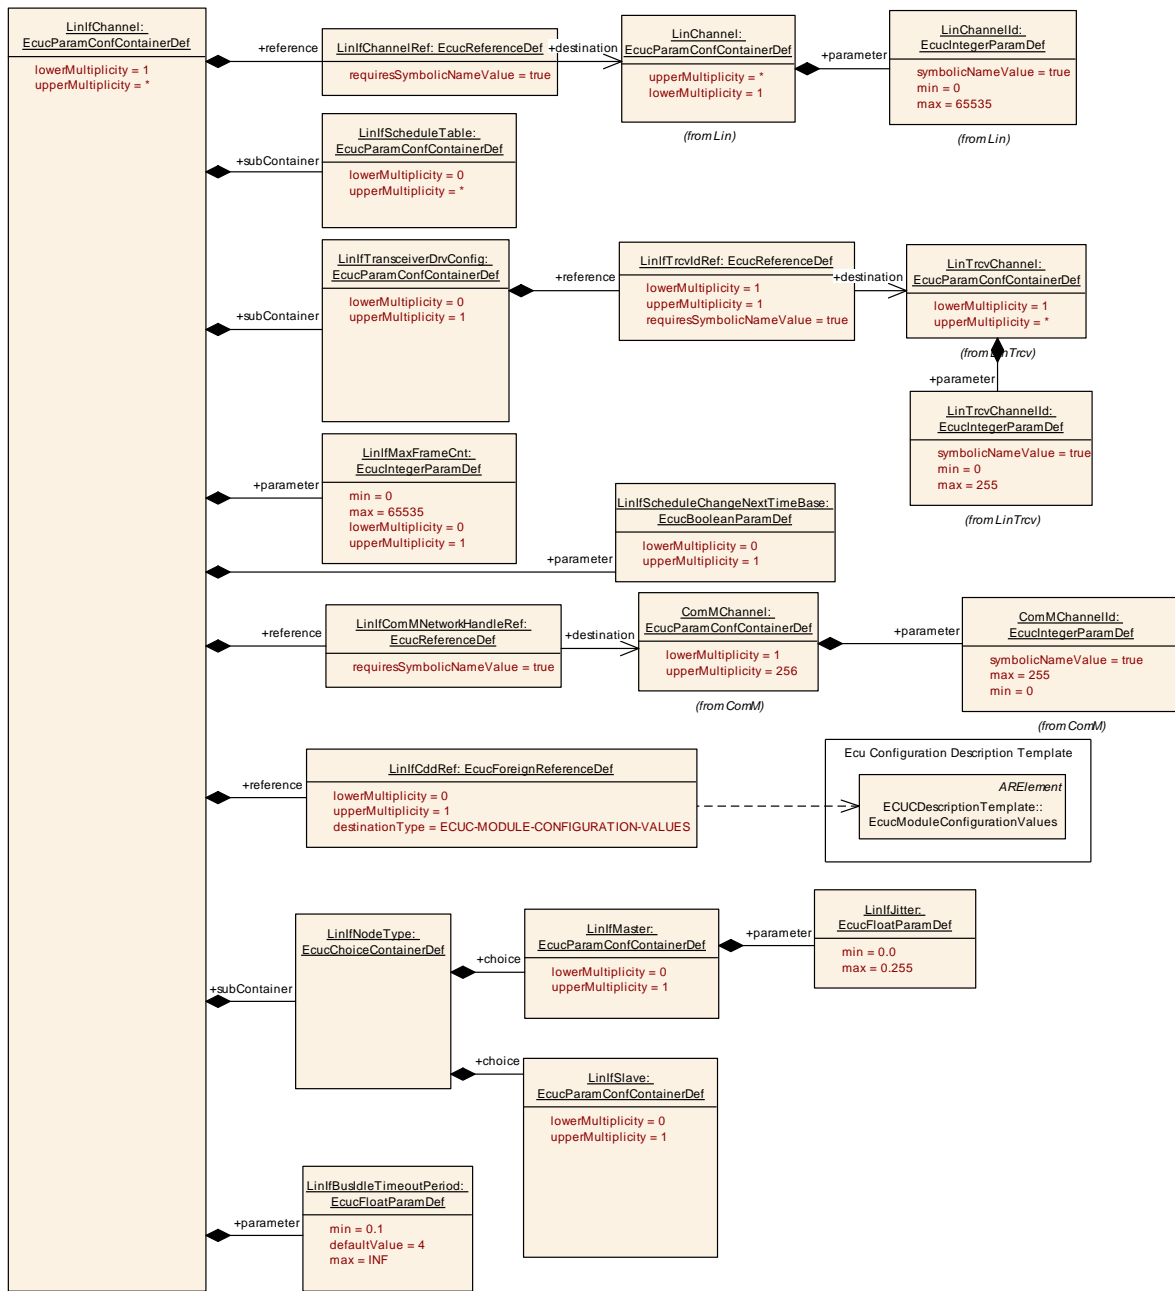 LinIfChannel:
EcucParamConfContainerDef
lowerMultiplicity = 1
upperMultiplicity = *
+reference
LinIfChannelRef: EcucReferenceDef
requiresSymbolicNameValue = true
+destination
LinChannel:
EcucParamConfContainerDef
upperMultiplicity = *
lowerMultiplicity = 1
(from Lin)
+parameter
LinChannelId:
EcucIntegerParamDef
symbolicNameValue = true
min = 0
max = 65535
(from Lin)
+subContainer
LinIfScheduleTable:
EcucParamConfContainerDef
lowerMultiplicity = 0
upperMultiplicity = *
+subContainer
LinIfTransceiverDrvConfig:
EcucParamConfContainerDef
lowerMultiplicity = 0
upperMultiplicity = 1
+reference
LinIfTrcvIdRef: EcucReferenceDef
lowerMultiplicity = 1
upperMultiplicity = 1
requiresSymbolicNameValue = true
+destination
LinTrcvChannel:
EcucParamConfContainerDef
lowerMultiplicity = 1
upperMultiplicity = *
(from LinTrcv)
+parameter
LinTrcvChannelId:
EcucIntegerParamDef
symbolicNameValue = true
min = 0
max = 255
(from LinTrcv)
+parameter
LinIfMaxFrameCnt:
EcucIntegerParamDef
min = 0
max = 65535
lowerMultiplicity = 0
upperMultiplicity = 1
+parameter
LinIfScheduleChangeNextTimeBase:
EcucBooleanParamDef
lowerMultiplicity = 0
upperMultiplicity = 1
+reference
LinIfComMNetworkHandleRef:
EcucReferenceDef
requiresSymbolicNameValue = true
+destination
ComMChannel:
EcucParamConfContainerDef
lowerMultiplicity = 1
upperMultiplicity = 256
(from ComM)
+parameter
ComMChannelId:
EcucIntegerParamDef
symbolicNameValue = true
max = 255
min = 0
(from ComM)
+reference
LinIfCddRef: EcucForeignReferenceDef
lowerMultiplicity = 0
upperMultiplicity = 1
destinationType = ECUC-MODULE-CONFIGURATION-VALUES
Ecu Configuration Description Template
ARElement
ECUCDescriptionTemplate::
EcucModuleConfigurationValues
+subContainer
LinIfNodeType:
EcucChoiceContainerDef
+choice
LinIfMaster:
EcucParamConfContainerDef
lowerMultiplicity = 0
upperMultiplicity = 1
+parameter
LinIfJitter:
EcucFloatParamDef
min = 0.0
max = 0.255
+choice
LinIfSlave:
EcucParamConfContainerDef
lowerMultiplicity = 0
upperMultiplicity = 1
+parameter
LinIfBusIdleTimeoutPeriod:
EcucFloatParamDef
min = 0.1
defaultValue = 4
max = INF